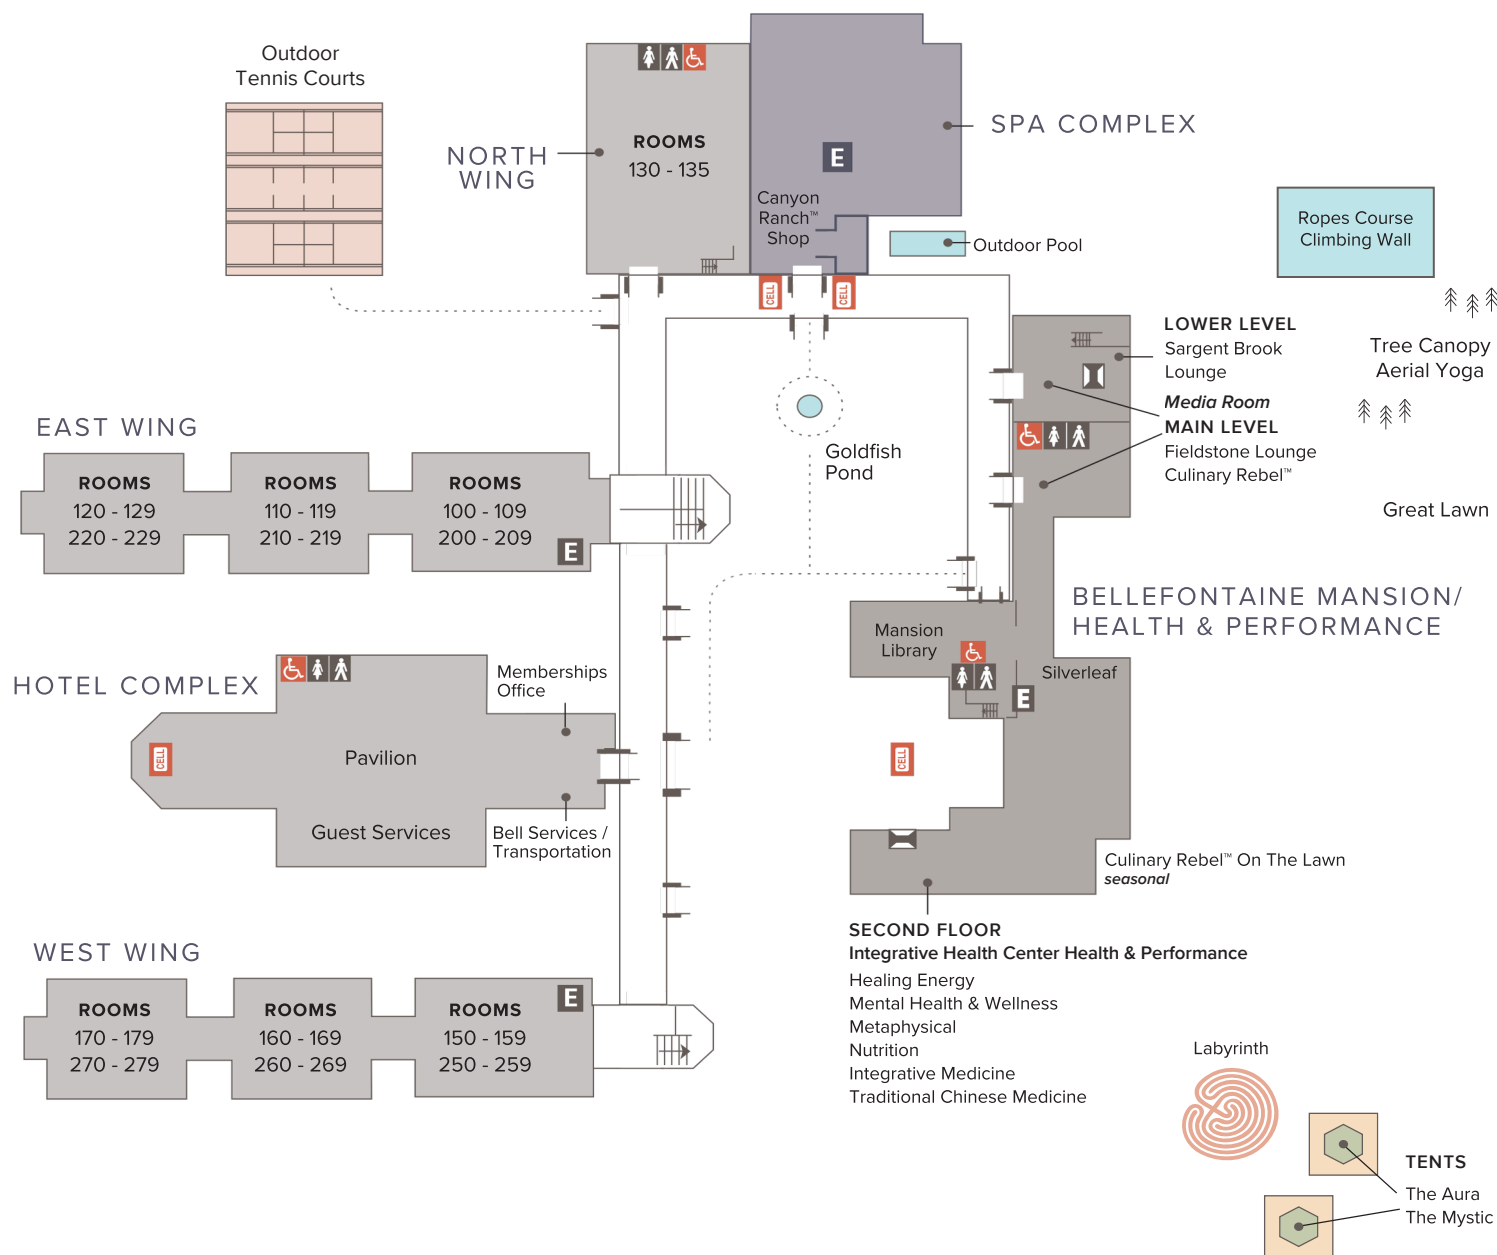 Outdoor
Tennis Courts
NORTH
WING
ROOMS
130 - 135
E
SPA COMPLEX
Canyon
Ranch™
Shop
Outdoor Pool
CELL
CELL
Ropes Course
Climbing Wall
LOWER LEVEL
Sargent Brook
Lounge
Media Room
MAIN LEVEL
Fieldstone Lounge
Culinary Rebel™
Tree Canopy
Aerial Yoga
Great Lawn
Goldfish
Pond
EAST WING
ROOMS
120 - 129
220 - 229
ROOMS
110 - 119
210 - 219
ROOMS
100 - 109
200 - 209
E
BELLEFONTAINE MANSION/
HEALTH & PERFORMANCE
Mansion
Library
Silverleaf
E
CELL
HOTEL COMPLEX
Memberships
Office
CELL
Pavilion
Guest Services
Bell Services /
Transportation
Culinary Rebel™ On The Lawn
seasonal
SECOND FLOOR
Integrative Health Center Health & Performance
Healing Energy
Mental Health & Wellness
Metaphysical
Nutrition
Integrative Medicine
Traditional Chinese Medicine
WEST WING
ROOMS
170 - 179
270 - 279
ROOMS
160 - 169
260 - 269
ROOMS
150 - 159
250 - 259
E
Labyrinth
TENTS
The Aura
The Mystic